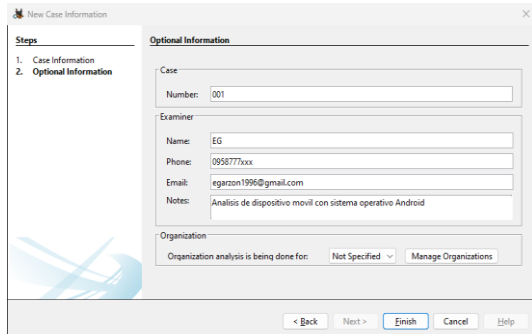 New Case Information
Steps
1. Case Information
2. Optional Information
Optional Information
Case
Number: 001
Examiner
Name: EG
Phone: 0958777xxx
Email: egarzon1996@gmail.com
Notes: Analisis de dispositivo movil con sistema operativo Android
Organization
Organization analysis is being done for: Not Specified Manage Organizations
< Back Next > Finish Cancel Help